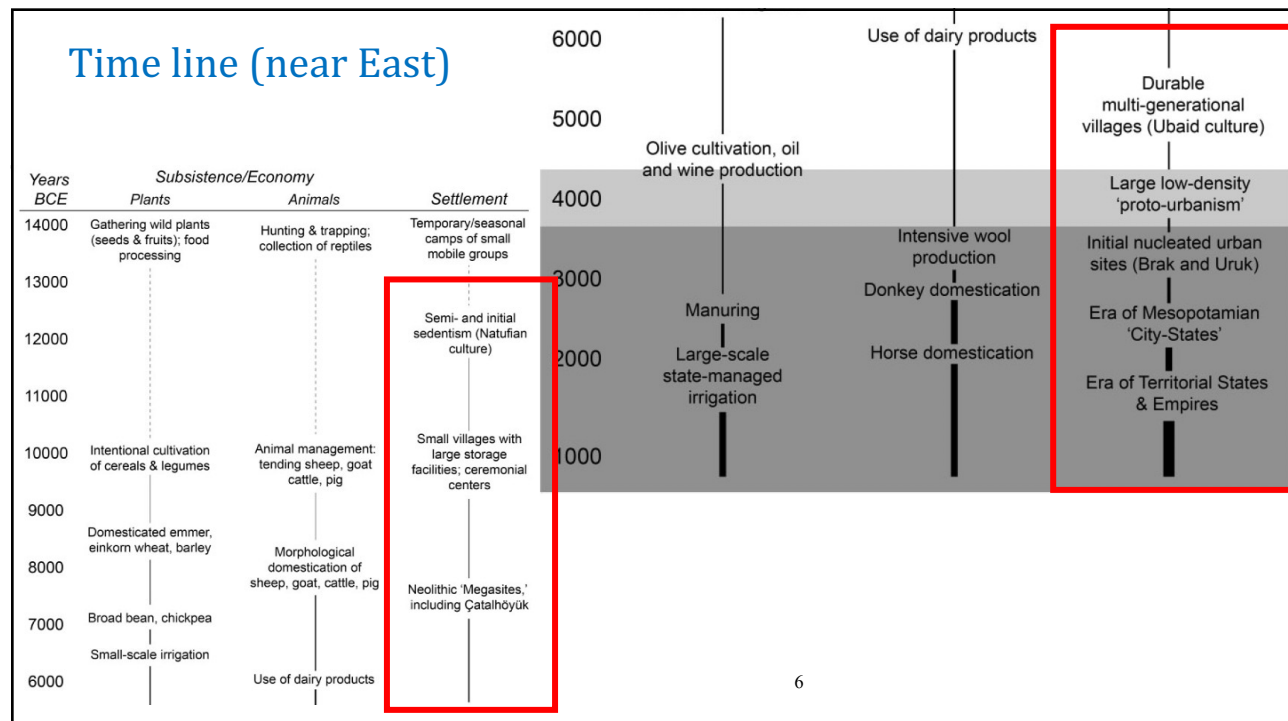 Time line (near East)
Years
BCE
Subsistence/Economy
Plants
Animals
Settlement
14000
Gathering wild plants
(seeds & fruits); food
processing
Hunting & trapping;
collection of reptiles
Temporary/seasonal
camps of small
mobile groups
13000
12000
Semi- and initial
sedentism (Natufian
culture)
11000
10000
Intentional cultivation
of cereals & legumes
Animal management:
tending sheep, goat
cattle, pig
Small villages with
large storage
facilities; ceremonial
centers
9000
Domesticated emmer,
einkorn wheat, barley
8000
Morphological
domestication of
sheep, goat, cattle, pig
Neolithic ‘Megasites,’
including Çatalhöyük
7000
Broad bean, chickpea
Small-scale irrigation
6000
Use of dairy products
6000
Use of dairy products
5000
Durable
multi-generational
villages (Ubaid culture)
Olive cultivation, oil
and wine production
4000
Large low-density
‘proto-urbanism’
3000
Intensive wool
production
Initial nucleated urban
sites (Brak and Uruk)
Donkey domestication
Manuring
Era of Mesopotamian
‘City-States’
2000
Large-scale
state-managed
irrigation
Horse domestication
Era of Territorial States
& Empires
1000
6